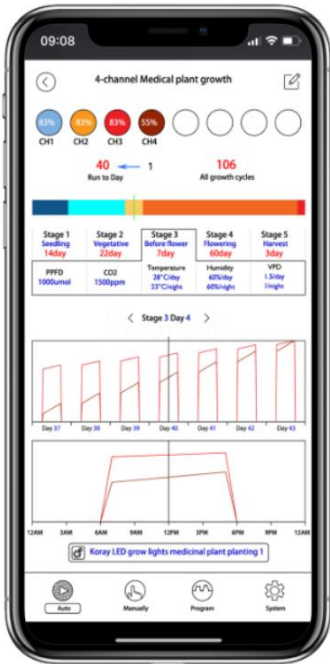 09:08
4-channel Medical plant growth
83% 83% 83% 55%
CH1 CH2 CH3 CH4
40 1 106
Run to Day All growth cycles
Stage 1 Stage 2 Stage 3 Stage 4 Stage 5
Seedling Vegetative Before flower Flowering Harvest
14day 22day 7day 60day 3day
PPFD CO2 Temperature Humidity VPD
1000umol 1500ppm 28°C/day 60%/day 1.5/day
23°C/night 60%/night 1/night
Stage 3 Day 4
Day 37 Day 38 Day 39 Day 40 Day 41 Day 42 Day 43
12AM 3AM 6AM 9AM 12PM 3PM 6PM 9PM 12AM
Koray LED grow lights medicinal plant planting 1
Auto Manually Program System